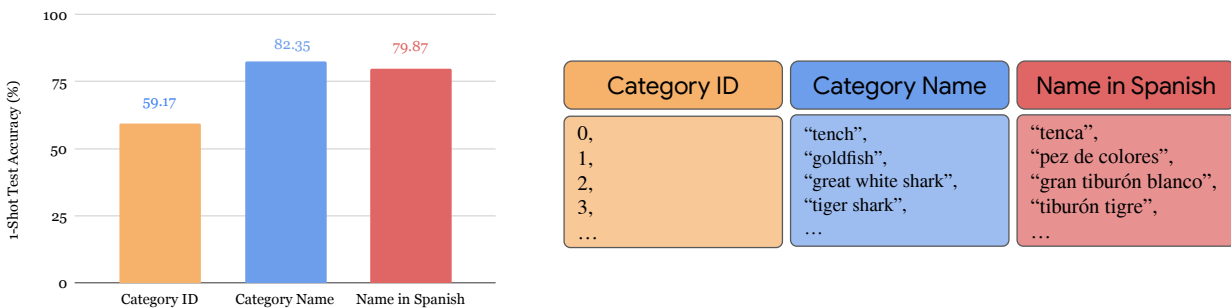 100
82.35
79.87
75
59.17
50
25
0
1-Shot Test Accuracy (%)
Category ID
Category Name
Name in Spanish
Category ID
Category Name
Name in Spanish
0,
1,
2,
3,
…
“tench”,
“goldfish”,
“great white shark”,
“tiger shark”,
…
“tenca”,
“pez de colores”,
“gran tiburón blanco”,
“tiburón tigre”,
…